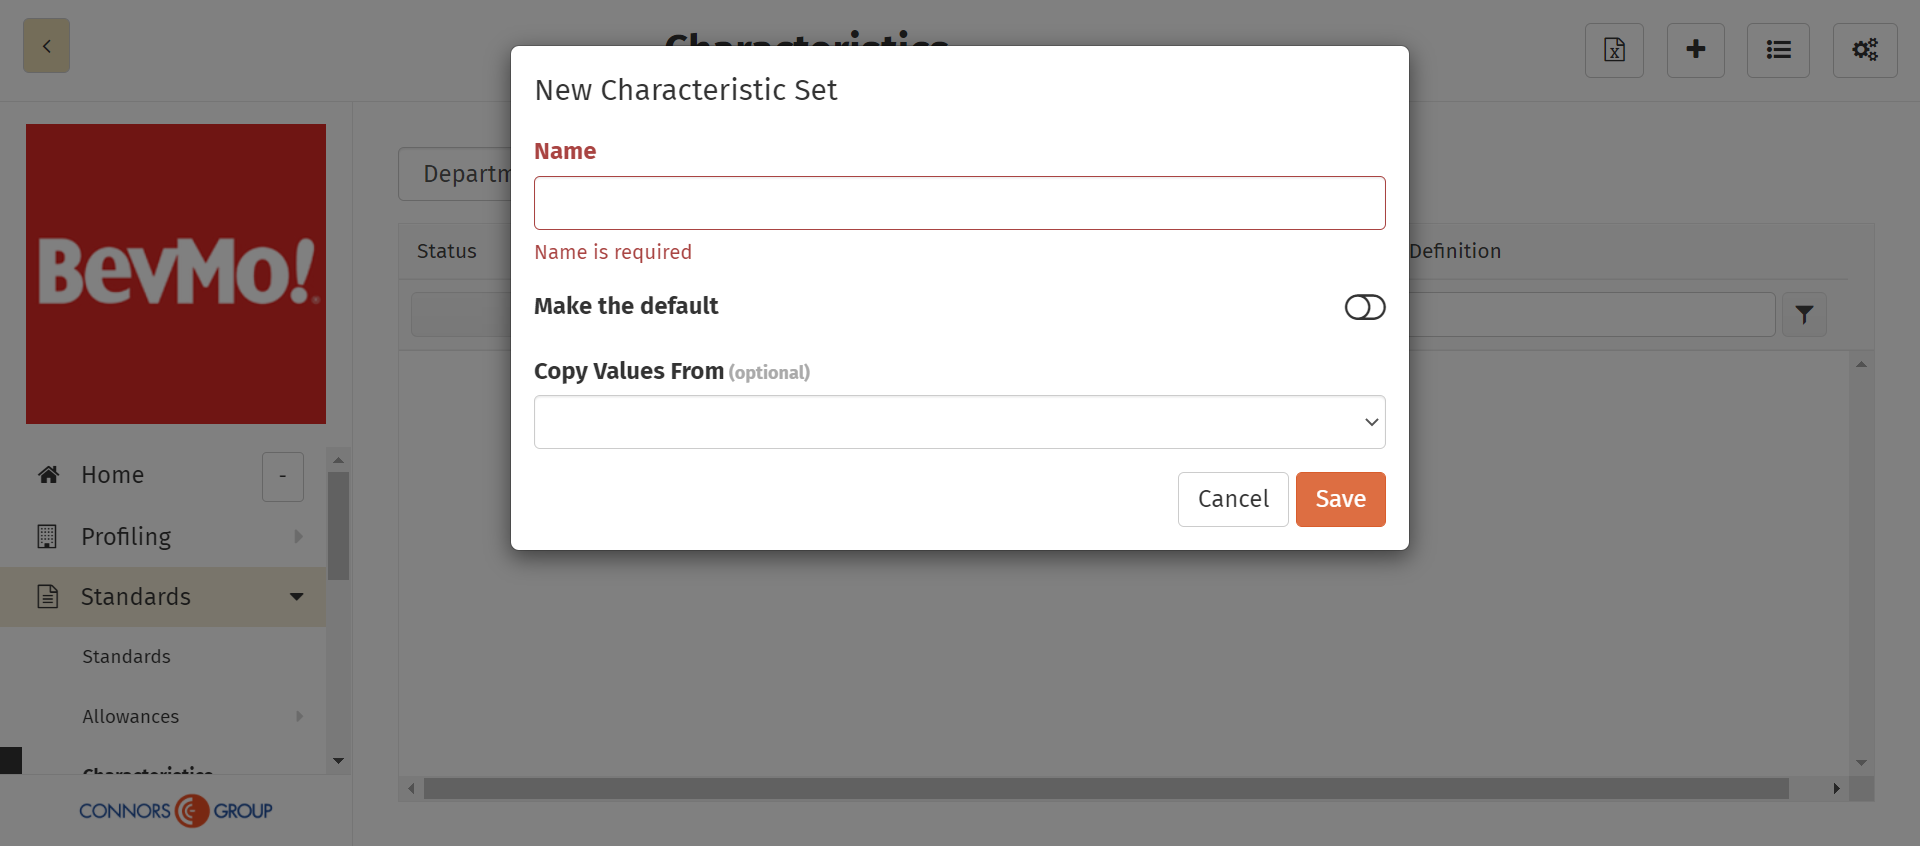 Characteristics
New Characteristic Set
Name
Name is required
Make the default
Copy Values From (optional)
Cancel
Save
Departm
Status
Definition
BevMo!
Home
-
Profiling
Standards
Standards
Allowances
Characteristics
CONNORS GROUP